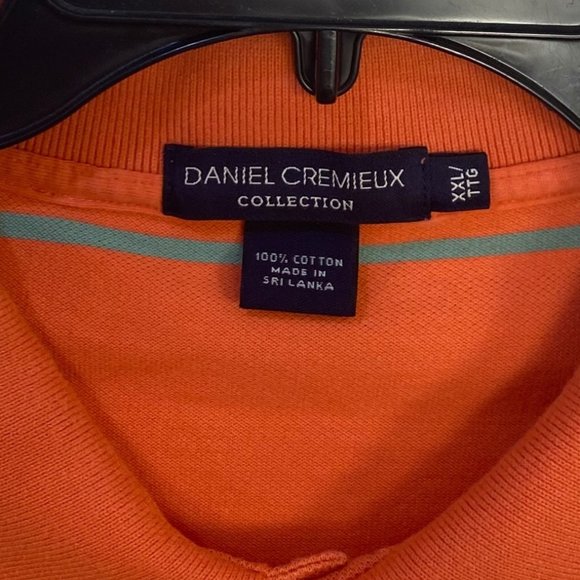 DANIEL CREMIEUX
COLLECTION
XXL/
TTG
100% COTTON
MADE IN
SRI LANKA